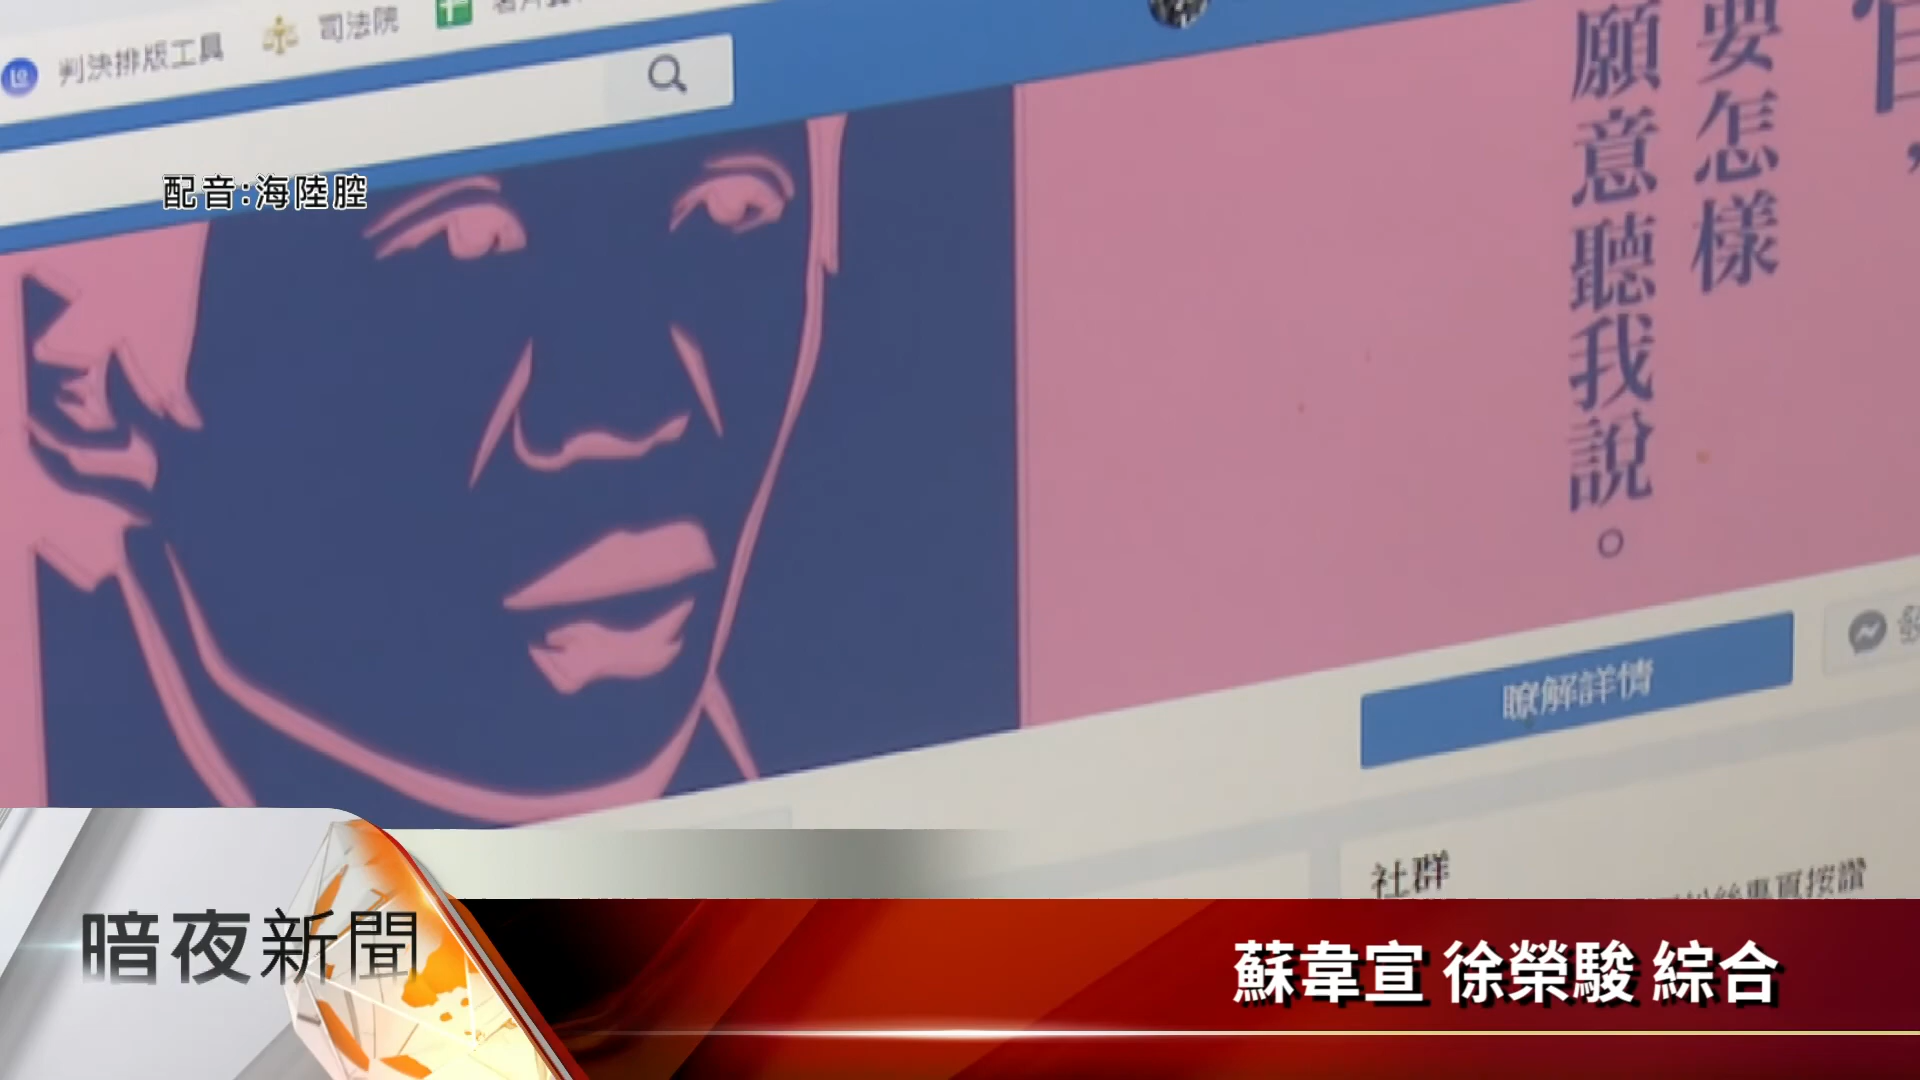 判決排版工具
司法院
配音:海陸腔
要怎樣
願意聽我說。
瞭解詳情
社群
暗夜新聞
蘇韋宣 徐榮駿 綜合